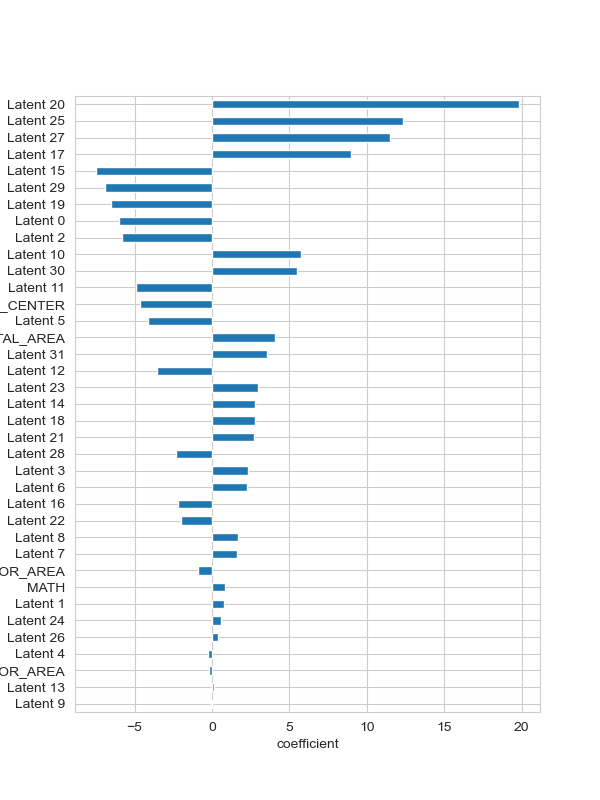 Latent 20
Latent 25
Latent 27
Latent 17
Latent 15
Latent 29
Latent 19
Latent 0
Latent 2
Latent 10
Latent 30
Latent 11
_CENTER
Latent 5
TAL_AREA
Latent 31
Latent 12
Latent 23
Latent 14
Latent 18
Latent 21
Latent 28
Latent 3
Latent 6
Latent 16
Latent 22
Latent 8
Latent 7
OR_AREA
MATH
Latent 1
Latent 24
Latent 26
Latent 4
OR_AREA
Latent 13
Latent 9
−5 0 5 10 15 20
coefficient